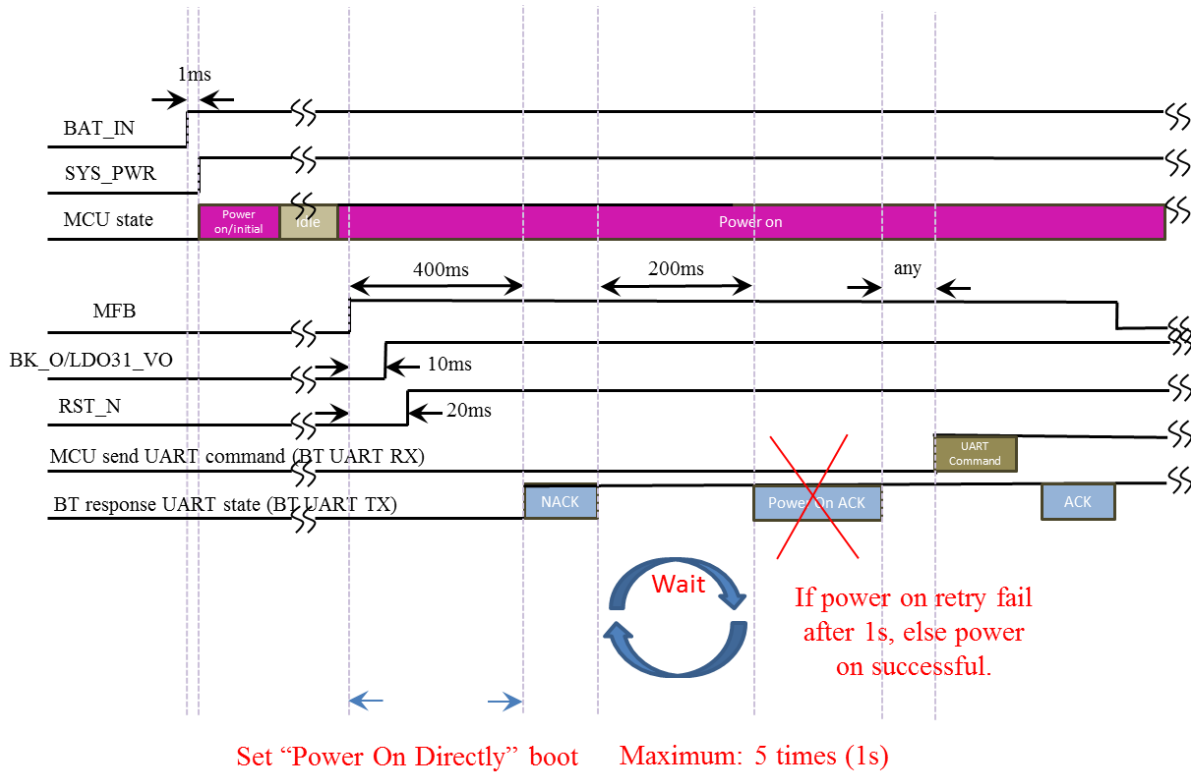 1ms
BAT_IN
SYS_PWR
MCU state
Power
on/initial
Idle
Power on
400ms
200ms
any
MFB
BK_O/LDO31_VO
10ms
RST_N
20ms
MCU send UART command (BT UART RX)
UART
Command
BT response UART state (BT UART TX)
NACK
Power On ACK
ACK
Wait
If power on retry fail
after 1s, else power
on successful.
Set “Power On Directly” boot
Maximum: 5 times (1s)